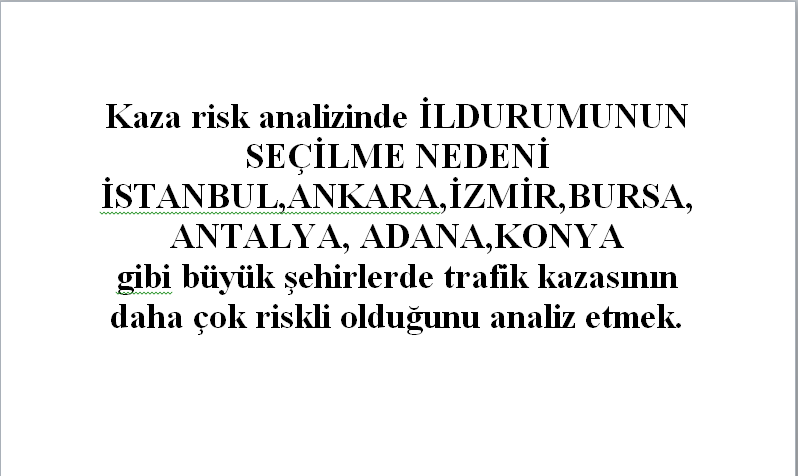 Kaza risk analizinde İLDURUMUNUN
SEÇİLME NEDENİ
İSTANBUL,ANKARA,İZMİR,BURSA,
ANTALYA, ADANA,KONYA
gibi büyük şehirlerde trafik kazasının
daha çok riskli olduğunu analiz etmek.